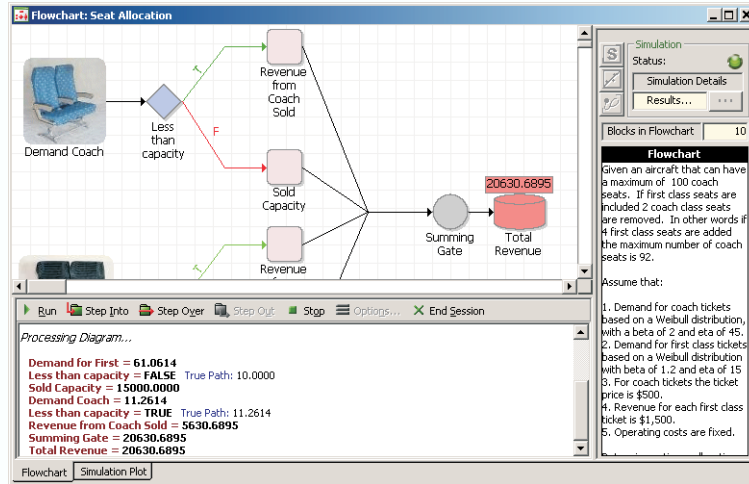 Flowchart: Seat Allocation
Demand Coach
Less
than
capacity
T
F
Revenue
from
Coach
Sold
Sold
Capacity
T
Revenue
from
20630.6895
Summing
Gate
Total
Revenue
Simulation
Status:
Simulation Details
Results...
...
S
Blocks in Flowchart 10
Flowchart
Given an aircraft that can have
a maximum of 100 coach
seats. If first class seats are
included 2 coach class seats
are removed. In other words if
4 first class seats are added
the maximum number of coach
seats is 92.
Assume that:
1. Demand for coach tickets
based on a Weibull distribution,
with a beta of 2 and eta of 45.
2. Demand for first class tickets
based on a Weibull distribution
with beta of 1.2 and eta of 15
3. For coach tickets the ticket
price is $500.
4. Revenue for each first class
ticket is $1,500.
5. Operating costs are fixed.
Run Step Into Step Over Step Out Stop Options... X End Session
Processing Diagram...
Demand for First = 61.0614
Less than capacity = FALSE True Path: 10.0000
Sold Capacity = 15000.0000
Demand Coach = 11.2614
Less than capacity = TRUE True Path: 11.2614
Revenue from Coach Sold = 5630.6895
Summing Gate = 20630.6895
Total Revenue = 20630.6895
Flowchart Simulation Plot